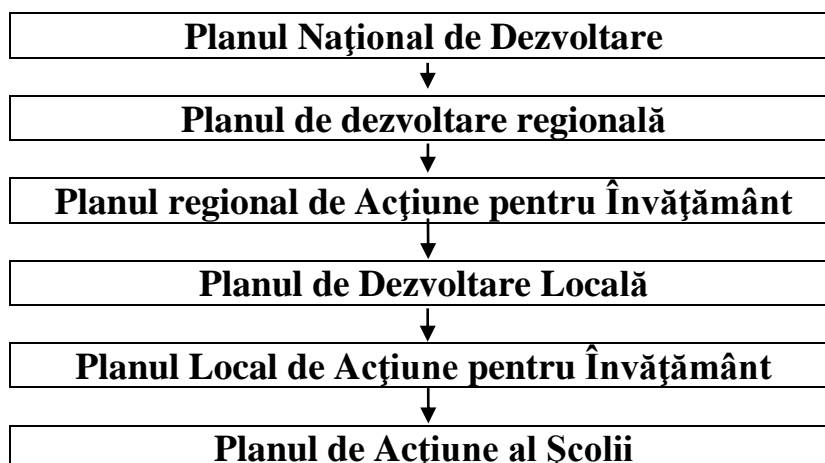 Planul Naţional de Dezvoltare
Planul de dezvoltare regională
Planul regional de Acţiune pentru Învăţământ
Planul de Dezvoltare Locală
Planul Local de Acţiune pentru Învăţământ
Planul de Acţiune al Şcolii